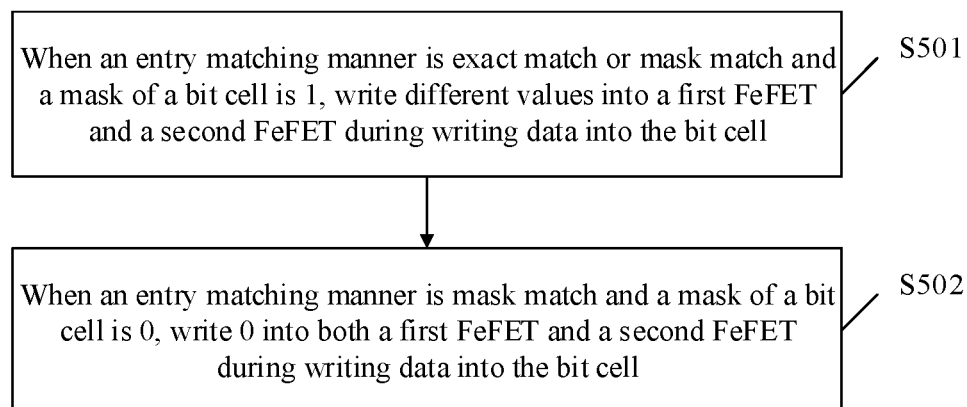 When an entry matching manner is exact match or mask match and
a mask of a bit cell is 1, write different values into a first FeFET
and a second FeFET during writing data into the bit cell
S501
When an entry matching manner is mask match and a mask of a bit
cell is 0, write 0 into both a first FeFET and a second FeFET
during writing data into the bit cell
S502